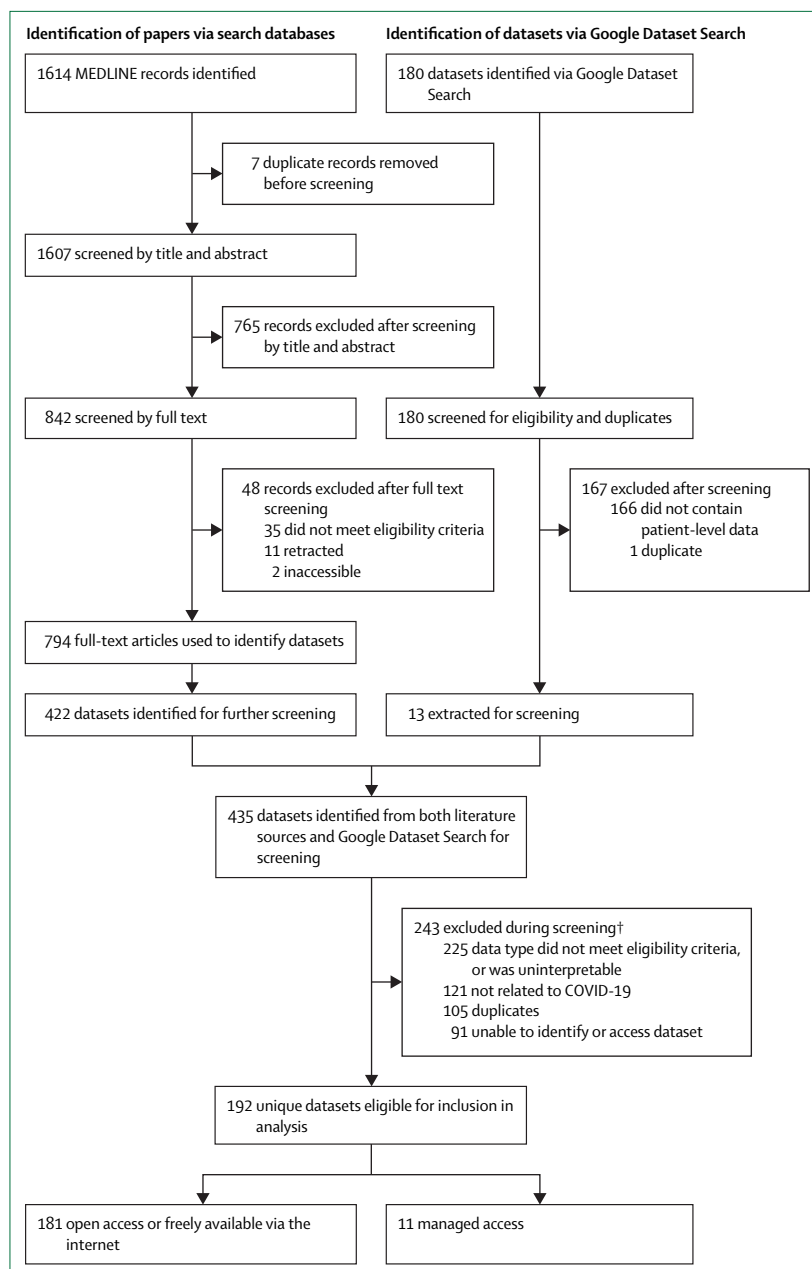 Identification of papers via search databases
Identification of datasets via Google Dataset Search
1614 MEDLINE records identified
180 datasets identified via Google Dataset
Search
7 duplicate records removed
before screening
1607 screened by title and abstract
765 records excluded after screening
by title and abstract
842 screened by full text
180 screened for eligibility and duplicates
48 records excluded after full text
screening
35 did not meet eligibility criteria
11 retracted
2 inaccessible
167 excluded after screening
166 did not contain
patient-level data
1 duplicate
794 full-text articles used to identify datasets
422 datasets identified for further screening
13 extracted for screening
435 datasets identified from both literature
sources and Google Dataset Search for
screening
243 excluded during screening†
225 data type did not meet eligibility criteria,
or was uninterpretable
121 not related to COVID-19
105 duplicates
91 unable to identify or access dataset
192 unique datasets eligible for inclusion in
analysis
181 open access or freely available via the
internet
11 managed access